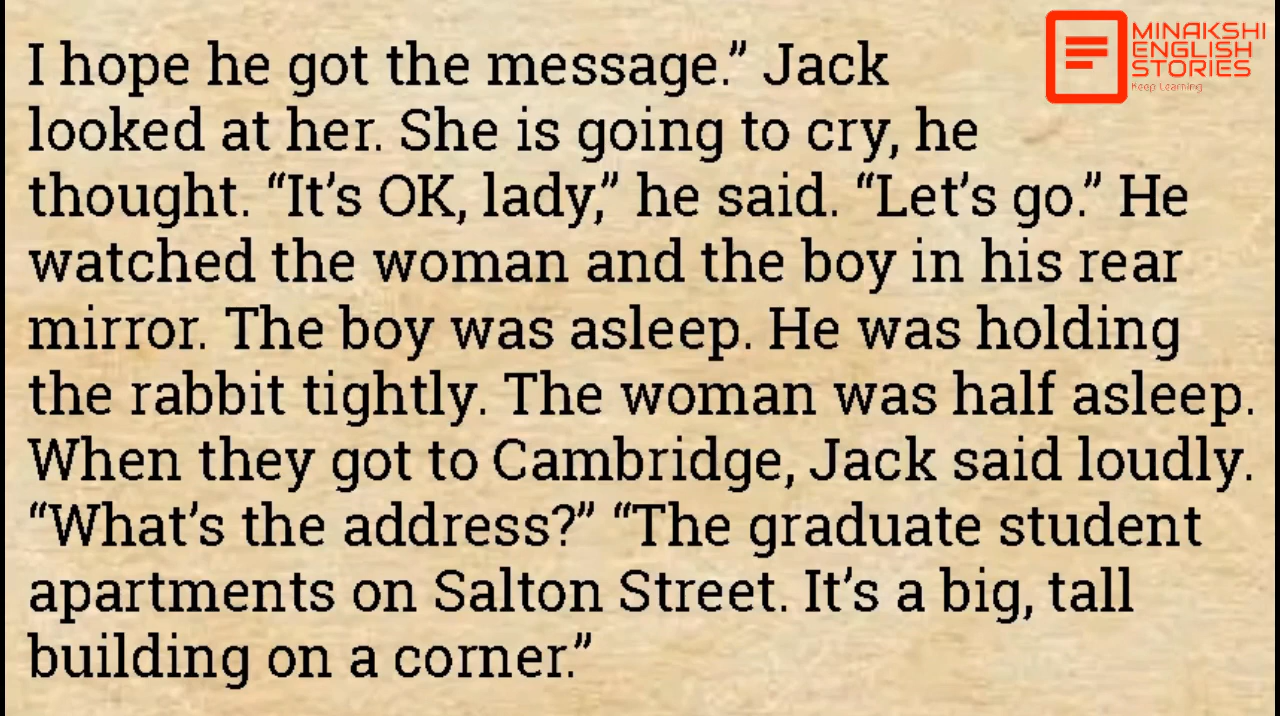 I hope he got the message.” Jack
looked at her. She is going to cry, he
thought. “It’s OK, lady,” he said. “Let’s go.” He
watched the woman and the boy in his rear
mirror. The boy was asleep. He was holding
the rabbit tightly. The woman was half asleep.
When they got to Cambridge, Jack said loudly.
“What’s the address?” “The graduate student
apartments on Salton Street. It’s a big, tall
building on a corner.”
MINAKSHI
ENGLISH
STORIES
Keep Learning